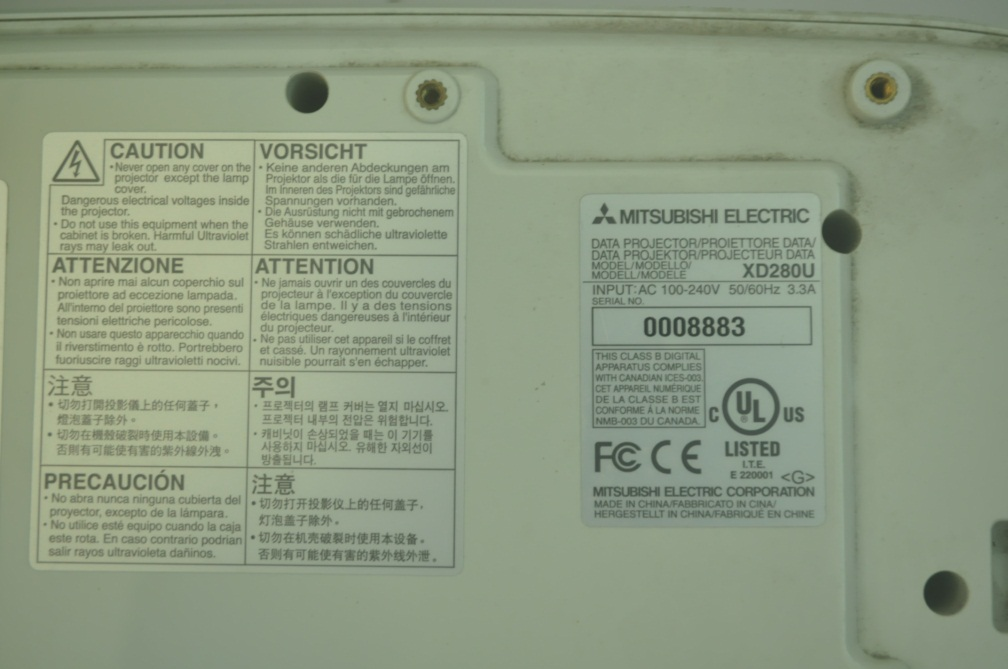 CAUTION
• Never open any cover on the
projector except the lamp
cover.
Dangerous electrical voltages inside
the projector.
• Do not use this equipment when the
cabinet is broken. Harmful Ultraviolet
rays may leak out.
VORSICHT
• Keine anderen Abdeckungen am
Projektor als die für die Lampe öffnen.
Im Inneren des Projektors sind gefährliche
Spannungen vorhanden.
• Die Ausrüstung nicht mit gebrochenem
Gehäuse verwenden.
Es können schädliche ultraviolette
Strahlen entweichen.
ATTENZIONE
• Non aprire mai alcun coperchio sul
proiettore ad eccezione lampada.
All'interno del proiettore sono presenti
tensioni elettriche pericolose.
• Non usare questo apparecchio quando
il riverstimento è rotto. Portrebbero
fuoriuscire raggi ultravioletti nocivi.
ATTENTION
• Ne jamais ouvrir un des couvercles du
projecteur à l'exception du couvercle
de la lampe. Il y a des tensions
électriques dangereuses à l'intérieur
du projecteur.
• Ne pas utiliser cet appareil si le coffret
et cassé. Un rayonnement ultraviolet
nuisible pourrait s'en échapper.
注意
• 切勿打開投影儀上的任何蓋子，
燈泡蓋子除外。
• 切勿在機殼破裂時使用本設備。
否則有可能使有害的紫外線外洩。
주의
• 프로젝터의 램프 커버는 열지 마십시오.
프로젝터 내부의 전압은 위험합니다.
• 캐비닛이 손상되었을 때는 이 기기를
사용하지 마십시오. 유해한 자외선이
방출됩니다.
PRECAUCIÓN
• No abra nunca ninguna cubierta del
proyector, excepto de la lámpara.
• No utilice esté equipo cuando la caja
este rota. En caso contrario podrian
salir rayos ultravioleta dañinos.
注意
• 切勿打开投影仪上的任何盖子，
灯泡盖子除外。
• 切勿在机壳破裂时使用本设备。
否则有可能使有害的紫外线外泄。
MITSUBISHI ELECTRIC
DATA PROJECTOR/PROIETTORE DATA/
DATA PROJEKTOR/PROJECTEUR DATA
MODEL/MODELLO/
MODELL/MODÈLE XD280U
INPUT:AC 100-240V 50/60Hz 3.3A
SERIAL NO.
0008883
THIS CLASS B DIGITAL
APPARATUS COMPLIES
WITH CANADIAN ICES-003.
CET APPAREIL NUMÉRIQUE
DE LA CLASSE B EST
CONFORME À LA NORME
NMB-003 DU CANADA.
C UL US
LISTED
I.T.E.
E 220001 <G>
FC CE
MITSUBISHI ELECTRIC CORPORATION
MADE IN CHINA/FABBRICATO IN CINA/
HERGESTELLT IN CHINA/FABRIQUÉ EN CHINE